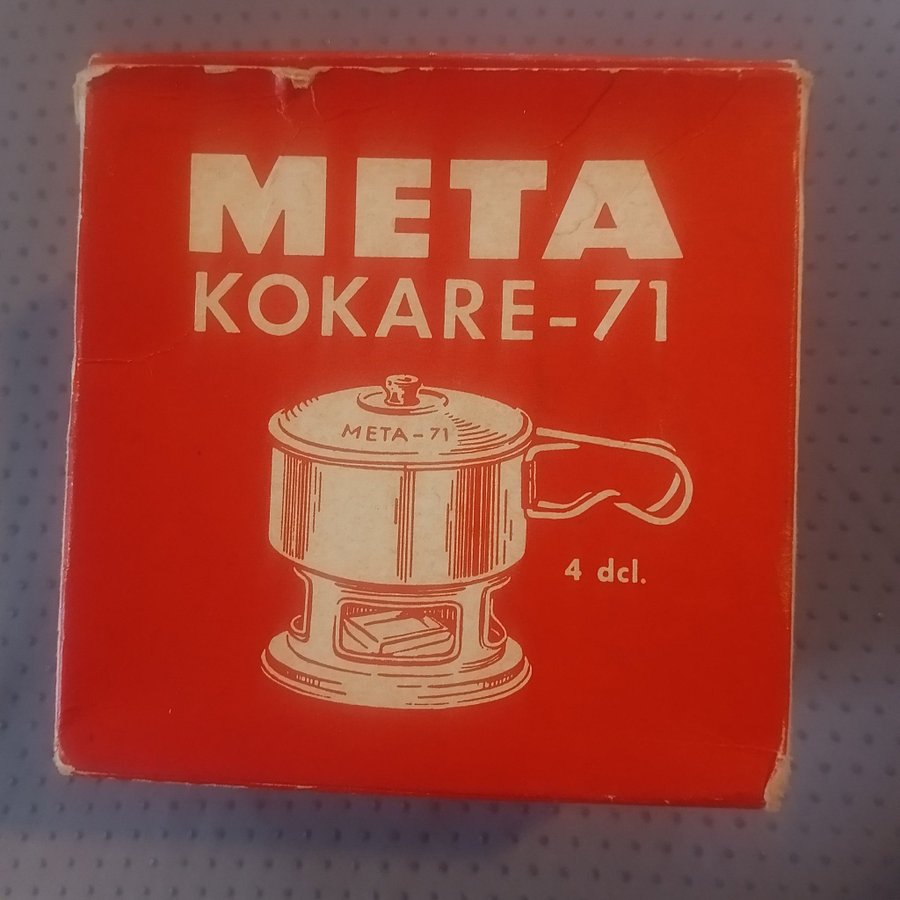 META
KOKARE-71
META-71
4 dcl.